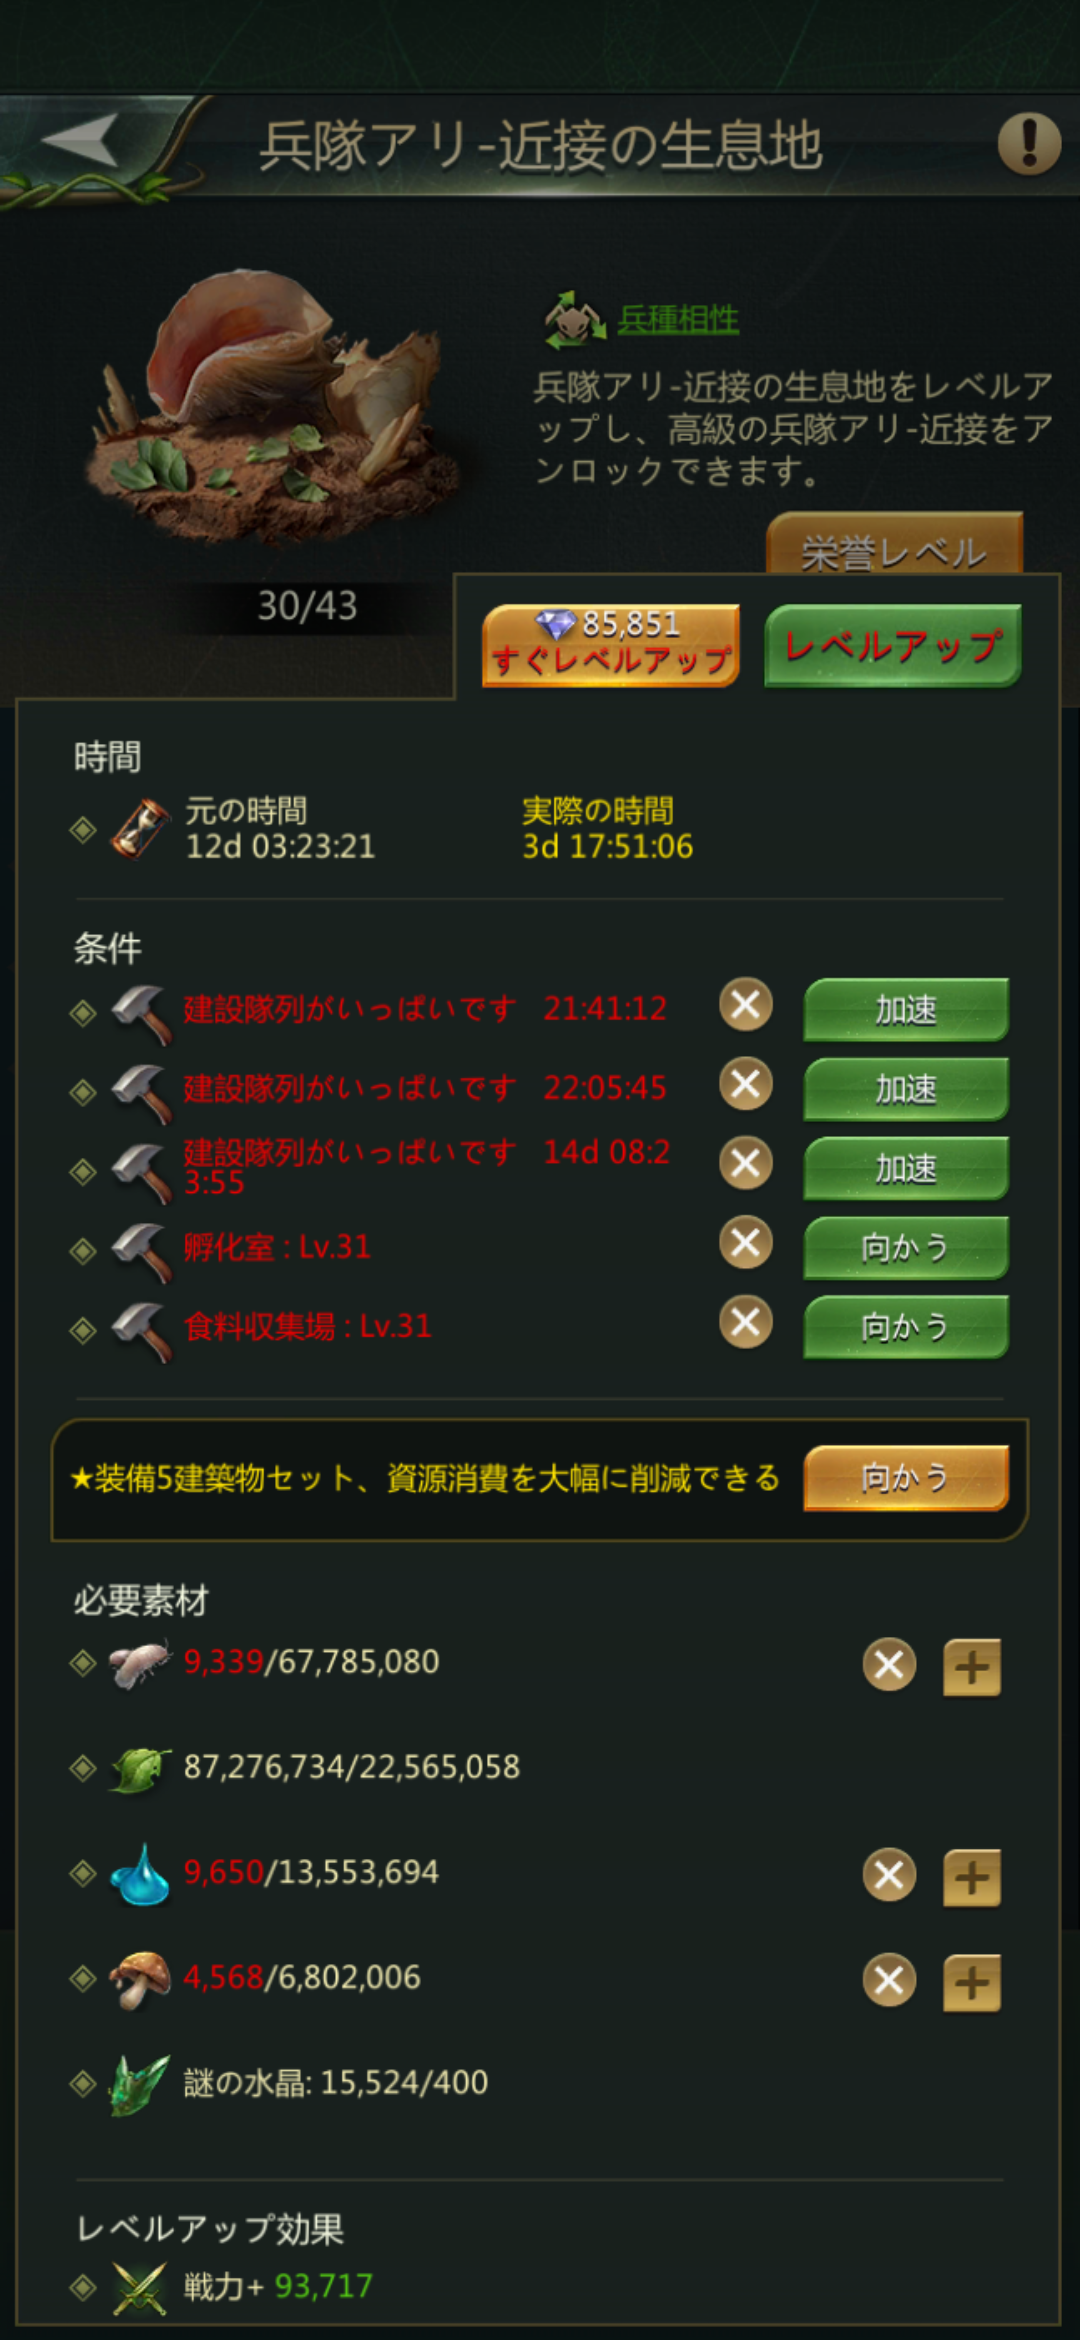 兵隊アリ-近接の生息地
兵種相性
兵隊アリ-近接の生息地をレベルア
ップし、高級の兵隊アリ-近接をア
ンロックできます。
栄誉レベル
30/43
85,851
すぐレベルアップ
レベルアップ
時間
元の時間 実際の時間
12d 03:23:21 3d 17:51:06
条件
建設隊列がいっぱいです 21:41:12 加速
建設隊列がいっぱいです 22:05:45 加速
建設隊列がいっぱいです 14d 08:2
3:55 加速
孵化室 : Lv.31 向かう
食料収集場 : Lv.31 向かう
★装備5建築物セット、資源消費を大幅に削減できる 向かう
必要素材
9,339/67,785,080
87,276,734/22,565,058
9,650/13,553,694
4,568/6,802,006
謎の水晶: 15,524/400
レベルアップ効果
戦力+ 93,717